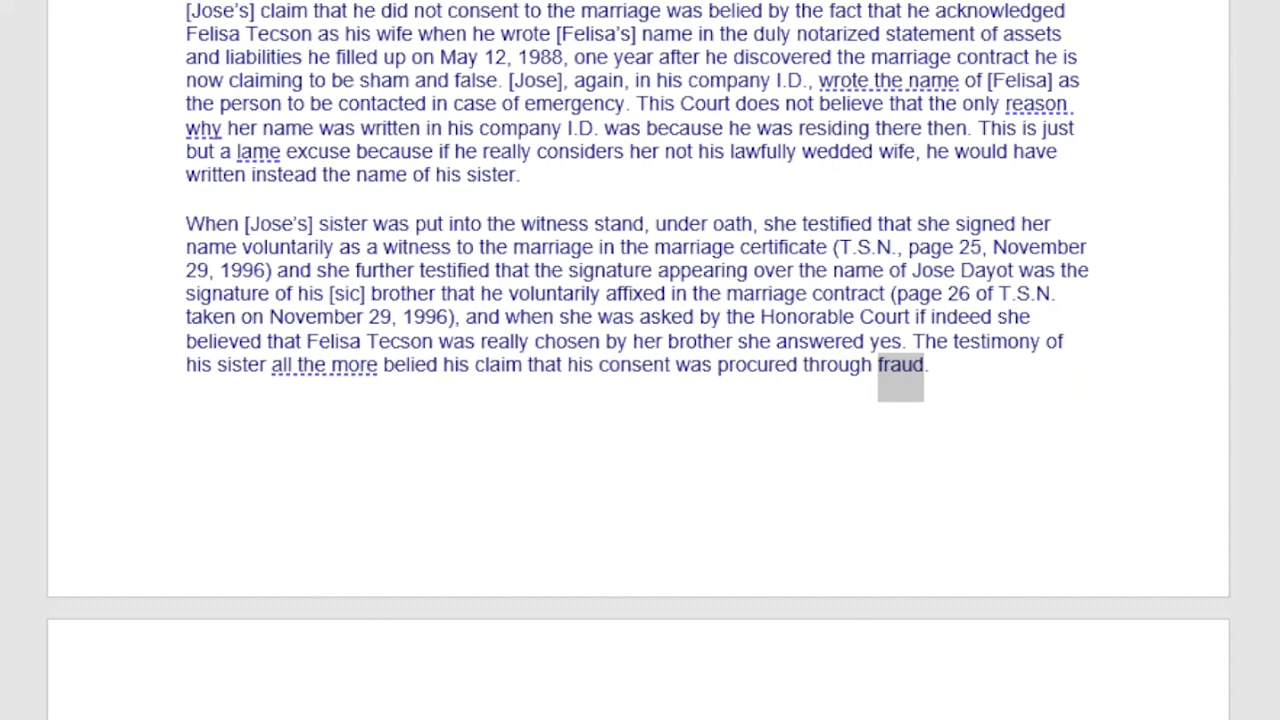 [Jose’s] claim that he did not consent to the marriage was belied by the fact that he acknowledged
Felisa Tecson as his wife when he wrote [Felisa’s] name in the duly notarized statement of assets
and liabilities he filled up on May 12, 1988, one year after he discovered the marriage contract he is
now claiming to be sham and false. [Jose], again, in his company I.D., wrote the name of [Felisa] as
the person to be contacted in case of emergency. This Court does not believe that the only reason
why her name was written in his company I.D. was because he was residing there then. This is just
but a lame excuse because if he really considers her not his lawfully wedded wife, he would have
written instead the name of his sister.
When [Jose’s] sister was put into the witness stand, under oath, she testified that she signed her
name voluntarily as a witness to the marriage in the marriage certificate (T.S.N., page 25, November
29, 1996) and she further testified that the signature appearing over the name of Jose Dayot was the
signature of his [sic] brother that he voluntarily affixed in the marriage contract (page 26 of T.S.N.
taken on November 29, 1996), and when she was asked by the Honorable Court if indeed she
believed that Felisa Tecson was really chosen by her brother she answered yes. The testimony of
his sister all the more belied his claim that his consent was procured through fraud.